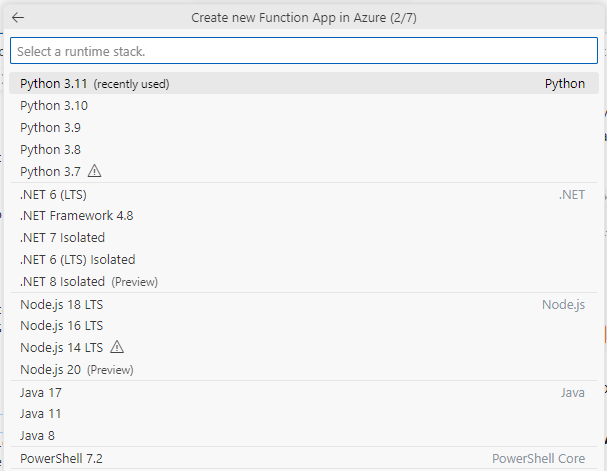 Create new Function App in Azure (2/7)
Select a runtime stack.
Python 3.11 (recently used) Python
Python 3.10
Python 3.9
Python 3.8
Python 3.7
.NET 6 (LTS) .NET
.NET Framework 4.8
.NET 7 Isolated
.NET 6 (LTS) Isolated
.NET 8 Isolated (Preview)
Node.js 18 LTS Node.js
Node.js 16 LTS
Node.js 14 LTS
Node.js 20 (Preview)
Java 17 Java
Java 11
Java 8
PowerShell 7.2 PowerShell Core